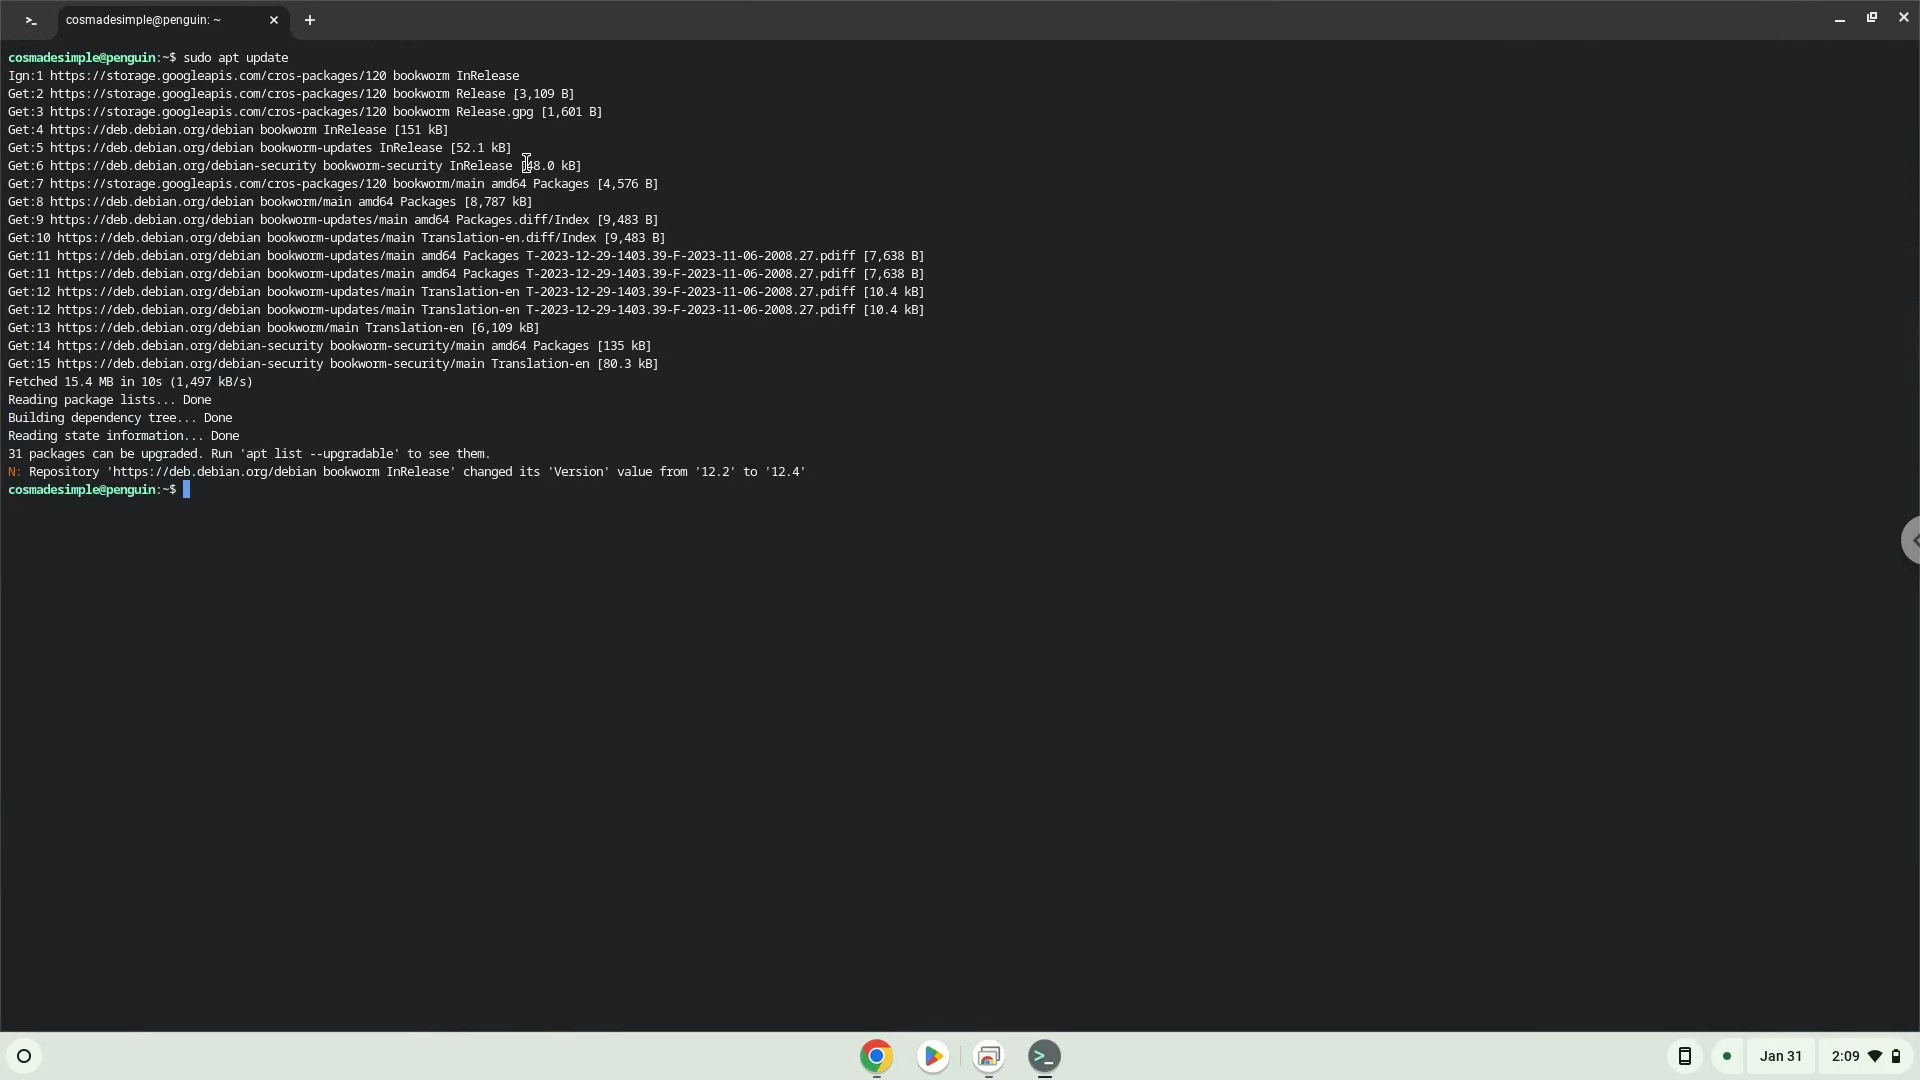 cosmadesimple@penguin: ~
cosmadesimple@penguin:~$ sudo apt update
Ign:1 https://storage.googleapis.com/cros-packages/120 bookworm InRelease
Get:2 https://storage.googleapis.com/cros-packages/120 bookworm Release [3,109 B]
Get:3 https://storage.googleapis.com/cros-packages/120 bookworm Release.gpg [1,601 B]
Get:4 https://deb.debian.org/debian bookworm InRelease [151 kB]
Get:5 https://deb.debian.org/debian bookworm-updates InRelease [52.1 kB]
Get:6 https://deb.debian.org/debian-security bookworm-security InRelease [48.0 kB]
Get:7 https://storage.googleapis.com/cros-packages/120 bookworm/main amd64 Packages [4,576 B]
Get:8 https://deb.debian.org/debian bookworm/main amd64 Packages [8,787 kB]
Get:9 https://deb.debian.org/debian bookworm-updates/main amd64 Packages.diff/Index [9,483 B]
Get:10 https://deb.debian.org/debian bookworm-updates/main Translation-en.diff/Index [9,483 B]
Get:11 https://deb.debian.org/debian bookworm-updates/main amd64 Packages T-2023-12-29-1403.39-F-2023-11-06-2008.27.pdiff [7,638 B]
Get:11 https://deb.debian.org/debian bookworm-updates/main amd64 Packages T-2023-12-29-1403.39-F-2023-11-06-2008.27.pdiff [7,638 B]
Get:12 https://deb.debian.org/debian bookworm-updates/main Translation-en T-2023-12-29-1403.39-F-2023-11-06-2008.27.pdiff [10.4 kB]
Get:12 https://deb.debian.org/debian bookworm-updates/main Translation-en T-2023-12-29-1403.39-F-2023-11-06-2008.27.pdiff [10.4 kB]
Get:13 https://deb.debian.org/debian bookworm/main Translation-en [6,109 kB]
Get:14 https://deb.debian.org/debian-security bookworm-security/main amd64 Packages [135 kB]
Get:15 https://deb.debian.org/debian-security bookworm-security/main Translation-en [80.3 kB]
Fetched 15.4 MB in 10s (1,497 kB/s)
Reading package lists... Done
Building dependency tree... Done
Reading state information... Done
31 packages can be upgraded. Run 'apt list --upgradable' to see them.
N: Repository 'https://deb.debian.org/debian bookworm InRelease' changed its 'Version' value from '12.2' to '12.4'
cosmadesimple@penguin:~$
Jan 31
2:09